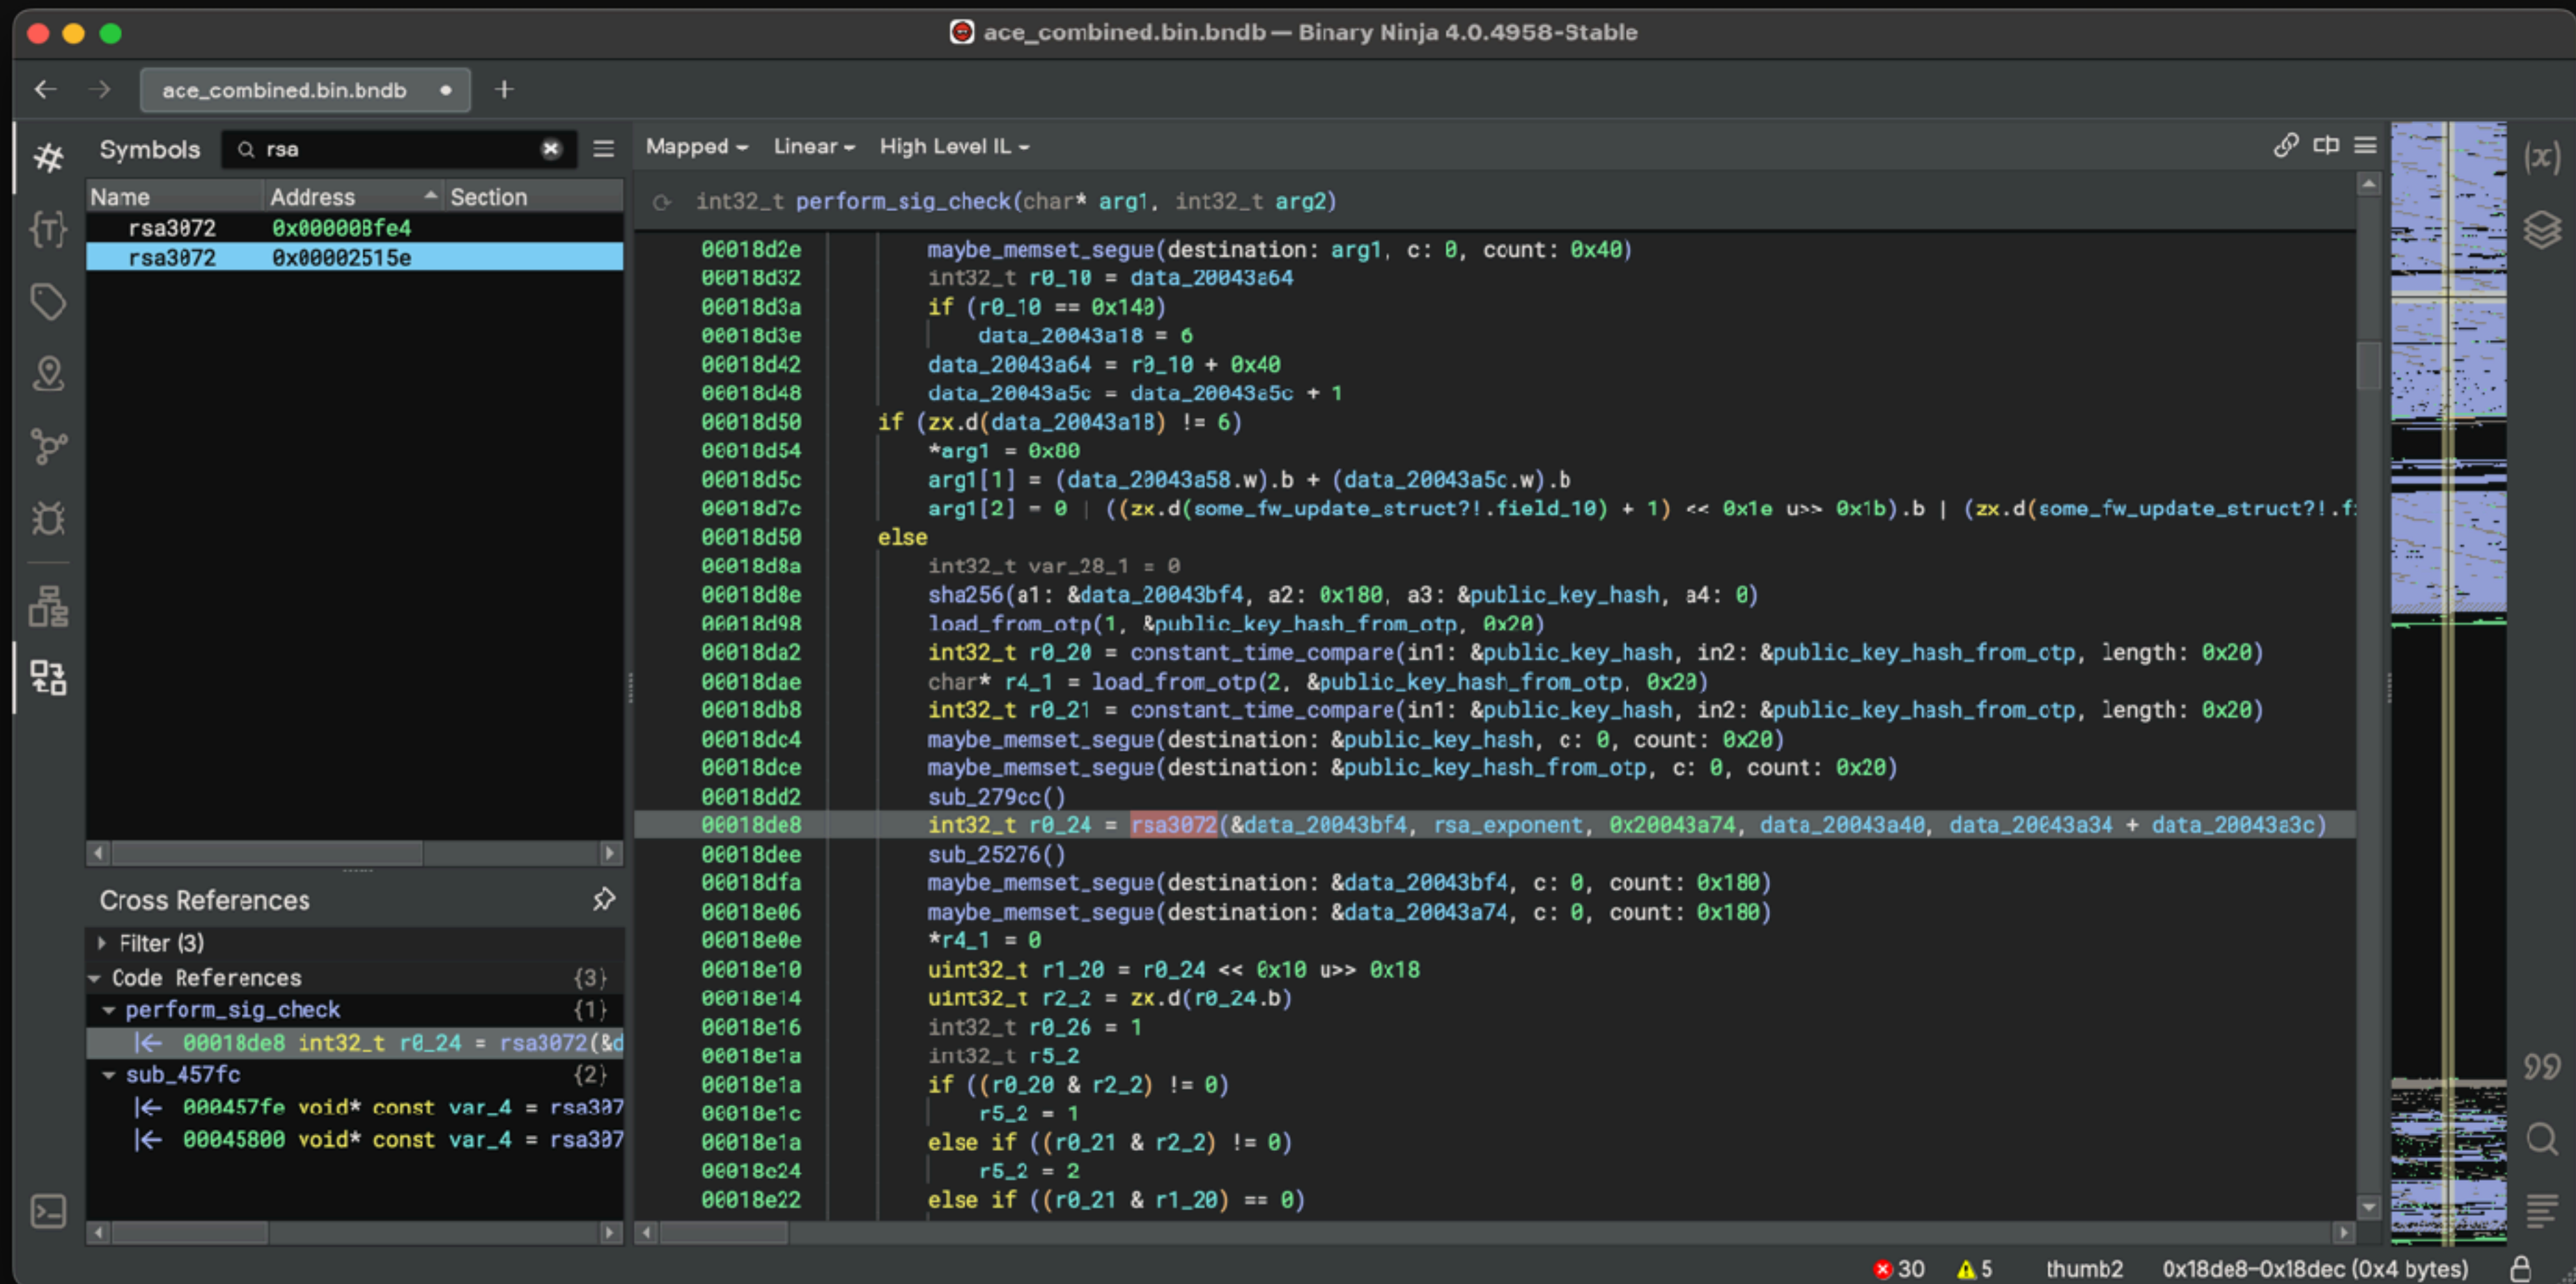 ace_combined.bin.bndb — Binary Ninja 4.0.4958-Stable
ace_combined.bin.bndb
Symbols rsa
Name Address Section
rsa3072 0x000008fe4
rsa3072 0x00002515e
Mapped Linear High Level IL
int32_t perform_sig_check(char* arg1, int32_t arg2)
00018d2e maybe_memset_segue(destination: arg1, c: 0, count: 0x40)
00018d32 int32_t r0_10 = data_20043a64
00018d3a if (r0_10 == 0x140)
00018d3e data_20043a18 = 6
00018d42 data_20043a64 = r0_10 + 0x40
00018d48 data_20043a5c = data_20043a5c + 1
00018d50 if (zx.d(data_20043a18) != 6)
00018d54 *arg1 = 0x80
00018d5c arg1[1] = (data_20043a58.w).b + (data_20043a5c.w).b
00018d7c arg1[2] = 0 | ((zx.d(some_fw_update_struct?!.field_10) + 1) << 0x1e u>> 0x1b).b | (zx.d(some_fw_update_struct?!.f
00018d50 else
00018d8a int32_t var_28_1 = 0
00018d8e sha256(a1: &data_20043bf4, a2: 0x180, a3: &public_key_hash, a4: 0)
00018d98 load_from_otp(1, &public_key_hash_from_otp, 0x20)
00018da2 int32_t r0_20 = constant_time_compare(in1: &public_key_hash, in2: &public_key_hash_from_otp, length: 0x20)
00018dae char* r4_1 = load_from_otp(2, &public_key_hash_from_otp, 0x20)
00018db8 int32_t r0_21 = constant_time_compare(in1: &public_key_hash, in2: &public_key_hash_from_otp, length: 0x20)
00018dc4 maybe_memset_segue(destination: &public_key_hash, c: 0, count: 0x20)
00018dce maybe_memset_segue(destination: &public_key_hash_from_otp, c: 0, count: 0x20)
00018dd2 sub_279cc()
00018de8 int32_t r0_24 = rsa3072(&data_20043bf4, rsa_exponent, 0x20043a74, data_20043a40, data_20043a34 + data_20043a3c)
00018dee sub_25276()
00018dfa maybe_memset_segue(destination: &data_20043bf4, c: 0, count: 0x180)
00018e06 maybe_memset_segue(destination: &data_20043a74, c: 0, count: 0x180)
00018e0e *r4_1 = 0
00018e10 uint32_t r1_20 = r0_24 << 0x10 u>> 0x18
00018e14 uint32_t r2_2 = zx.d(r0_24.b)
00018e16 int32_t r0_26 = 1
00018e1a int32_t r5_2
00018e1a if ((r0_20 & r2_2) != 0)
00018e1c r5_2 = 1
00018e1a else if ((r0_21 & r2_2) != 0)
00018e24 r5_2 = 2
00018e22 else if ((r0_21 & r1_20) == 0)
Cross References
Filter (3)
Code References {3}
perform_sig_check {1}
00018de8 int32_t r0_24 = rsa3072(&d
sub_457fc {2}
000457fe void* const var_4 = rsa307
00045800 void* const var_4 = rsa307
30 5 thumb2 0x18de8–0x18dec (0x4 bytes)